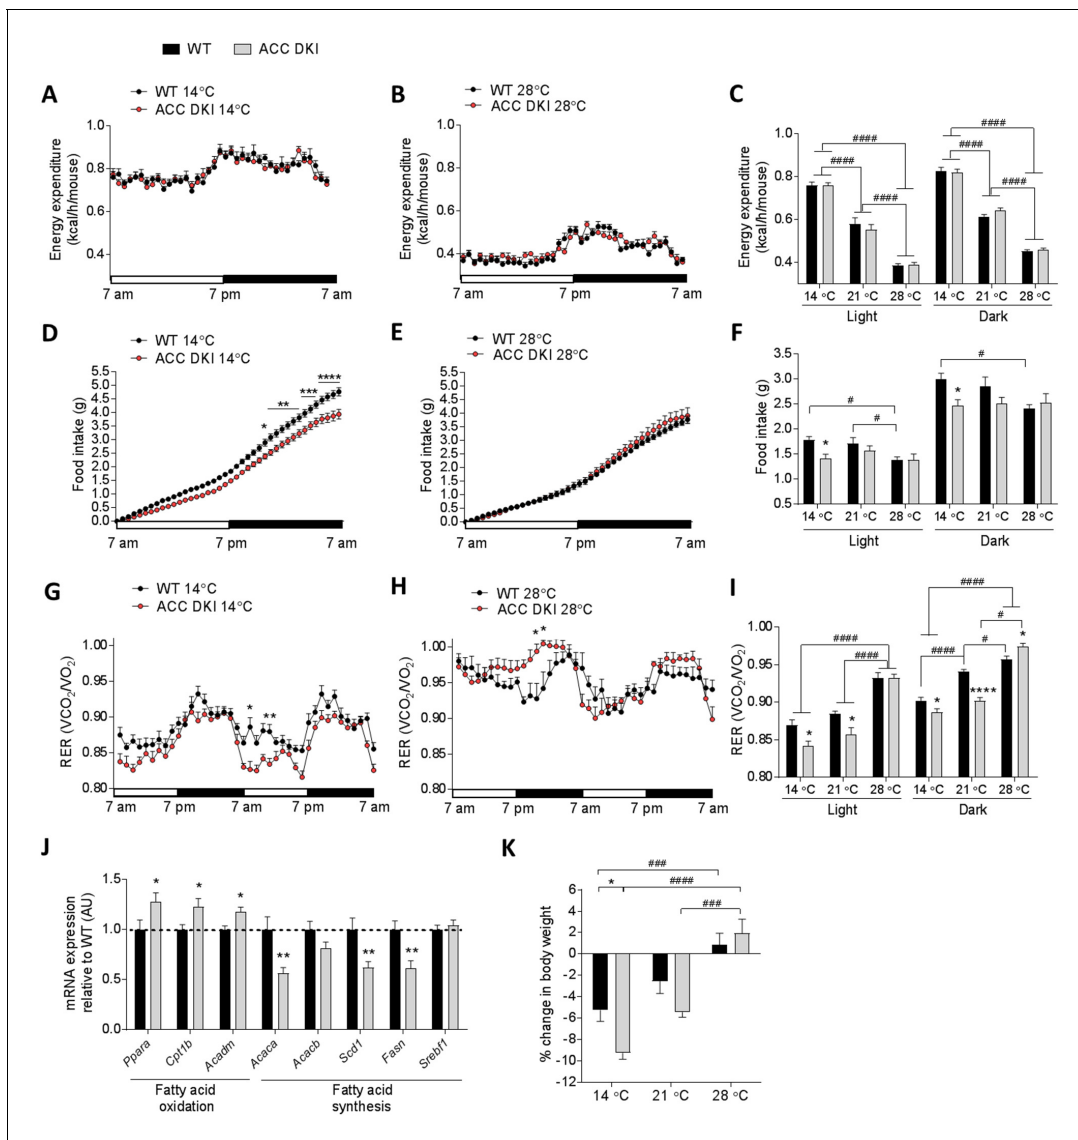 WT ACC DKI
A
WT 14°C
ACC DKI 14°C
Energy expenditure
(kcal/h/mouse)
1.0
0.8
0.6
0.4
7 am 7 pm 7 am
B
WT 28°C
ACC DKI 28°C
Energy expenditure
(kcal/h/mouse)
1.0
0.8
0.6
0.4
7 am 7 pm 7 am
C
Energy expenditure
(kcal/h/mouse)
1.0
0.8
0.6
0.4
####
####
####
####
####
####
14 °C 21 °C 28 °C 14 °C 21 °C 28 °C
Light Dark
D
WT 14°C
ACC DKI 14°C
Food intake (g)
5.5
5.0
4.5
4.0
3.5
3.0
2.5
2.0
1.5
1.0
0.5
0.0
* ** *** ****
7 am 7 pm 7 am
E
WT 28°C
ACC DKI 28°C
Food intake (g)
5.5
5.0
4.5
4.0
3.5
3.0
2.5
2.0
1.5
1.0
0.5
0.0
7 am 7 pm 7 am
F
Food intake (g)
3.5
3.0
2.5
2.0
1.5
1.0
0.5
#
#
*
#
*
14 °C 21 °C 28 °C 14 °C 21 °C 28 °C
Light Dark
G
WT 14°C
ACC DKI 14°C
RER (VCO2/VO2)
1.00
0.95
0.90
0.85
0.80
* **
7 am 7 pm 7 am 7 pm 7 am
H
WT 28°C
ACC DKI 28°C
RER (VCO2/VO2)
1.00
0.95
0.90
0.85
0.80
* *
7 am 7 pm 7 am 7 pm 7 am
I
RER (VCO2/VO2)
1.00
0.95
0.90
0.85
0.80
####
####
####
####
#
#
*
*
*
*
****
14 °C 21 °C 28 °C 14 °C 21 °C 28 °C
Light Dark
J
mRNA expression
relative to WT (AU)
1.5
1.0
0.5
0.0
* * * ** ** **
Ppara Cpt1b Acadm Acaca Acacb Scd1 Fasn Srebf1
Fatty acid
oxidation
Fatty acid
synthesis
K
% change in body weight
6
4
2
0
-2
-4
-6
-8
-10
-12
###
* ####
###
14 °C 21 °C 28 °C